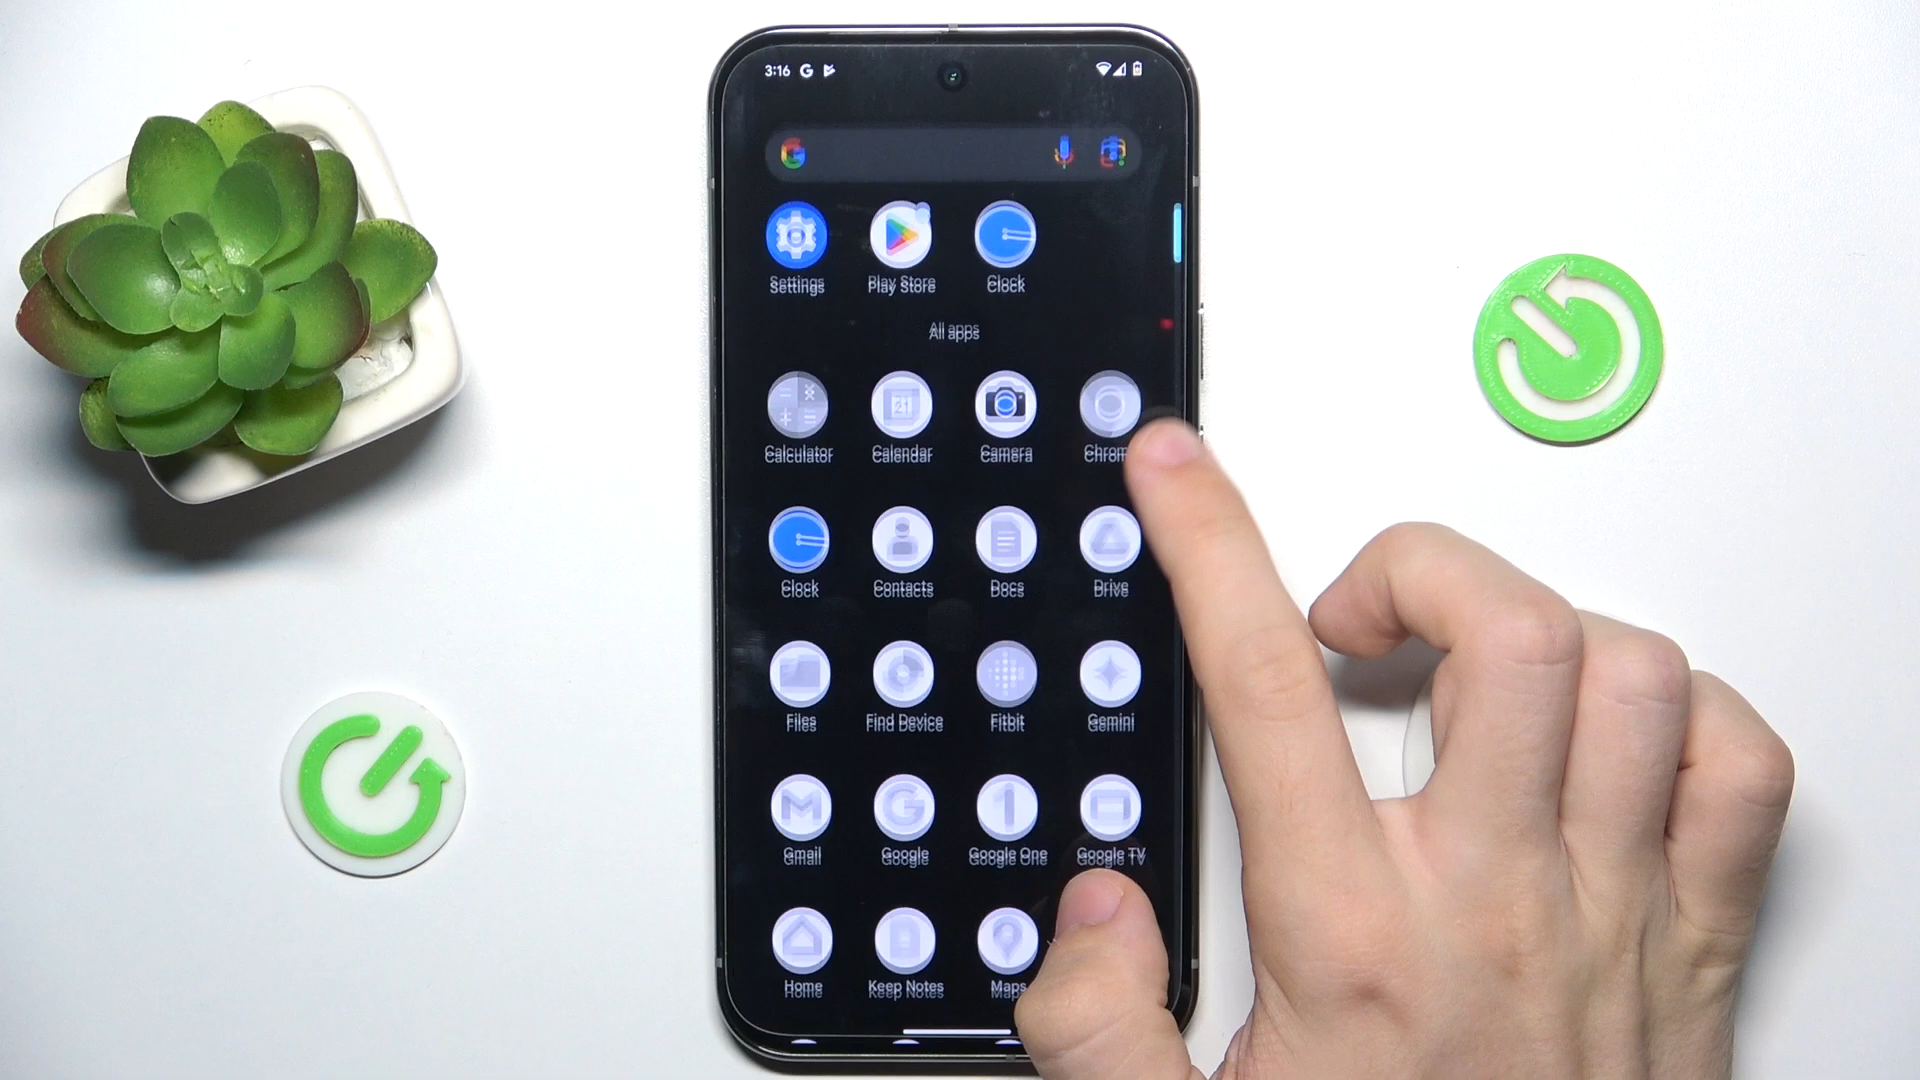 3:16
Settings Play Store Clock
All apps
Calculator Calendar Camera Chrom
Clock Contacts Docs Drive
Files Find Device Fitbit Gemini
Gmail Google Google One Google TV
Home Keep Notes Maps